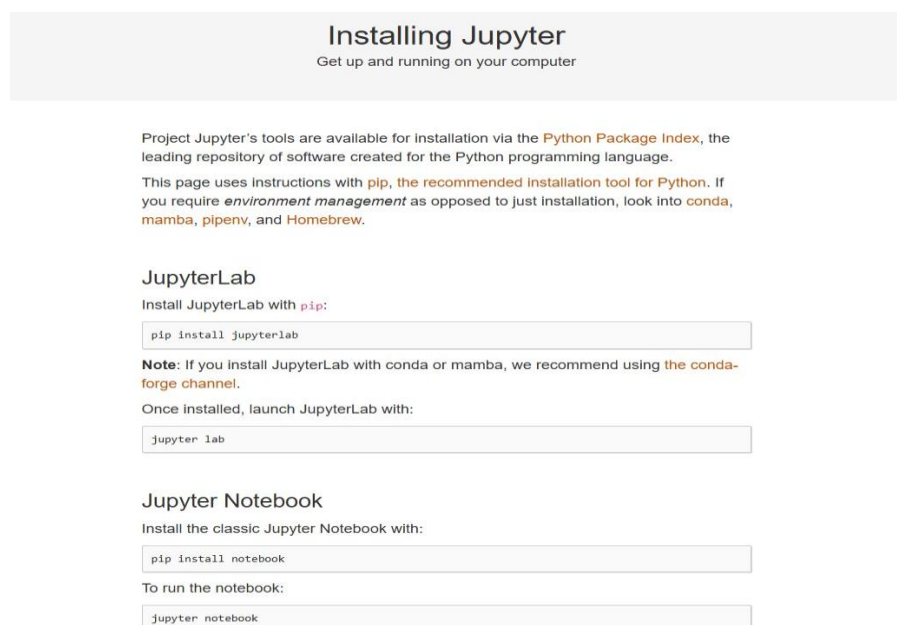 Installing Jupyter
Get up and running on your computer
Project Jupyter’s tools are available for installation via the Python Package Index, the
leading repository of software created for the Python programming language.
This page uses instructions with pip, the recommended installation tool for Python. If
you require environment management as opposed to just installation, look into conda,
mamba, pipenv, and Homebrew.
JupyterLab
Install JupyterLab with pip:
pip install jupyterlab
Note: If you install JupyterLab with conda or mamba, we recommend using the conda-
forge channel.
Once installed, launch JupyterLab with:
jupyter lab
Jupyter Notebook
Install the classic Jupyter Notebook with:
pip install notebook
To run the notebook:
jupyter notebook